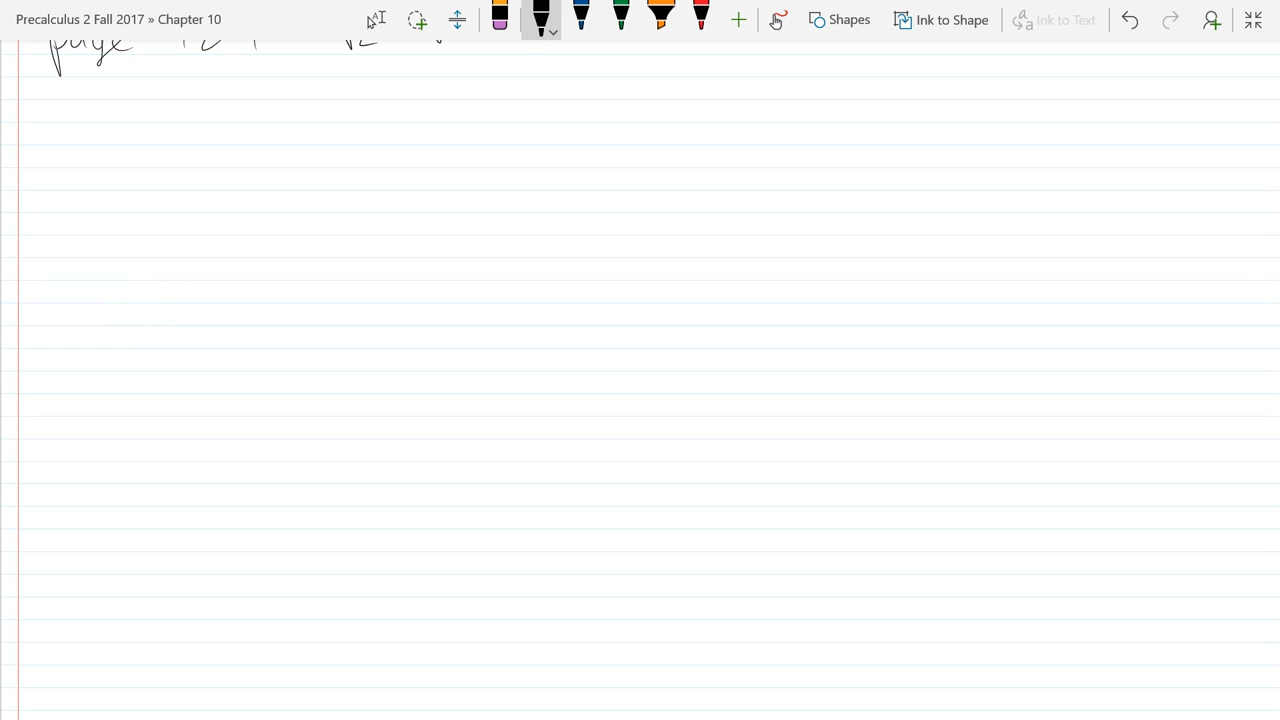 Precalculus 2 Fall 2017 » Chapter 10
Shapes
Ink to Shape
Ink to Text
page